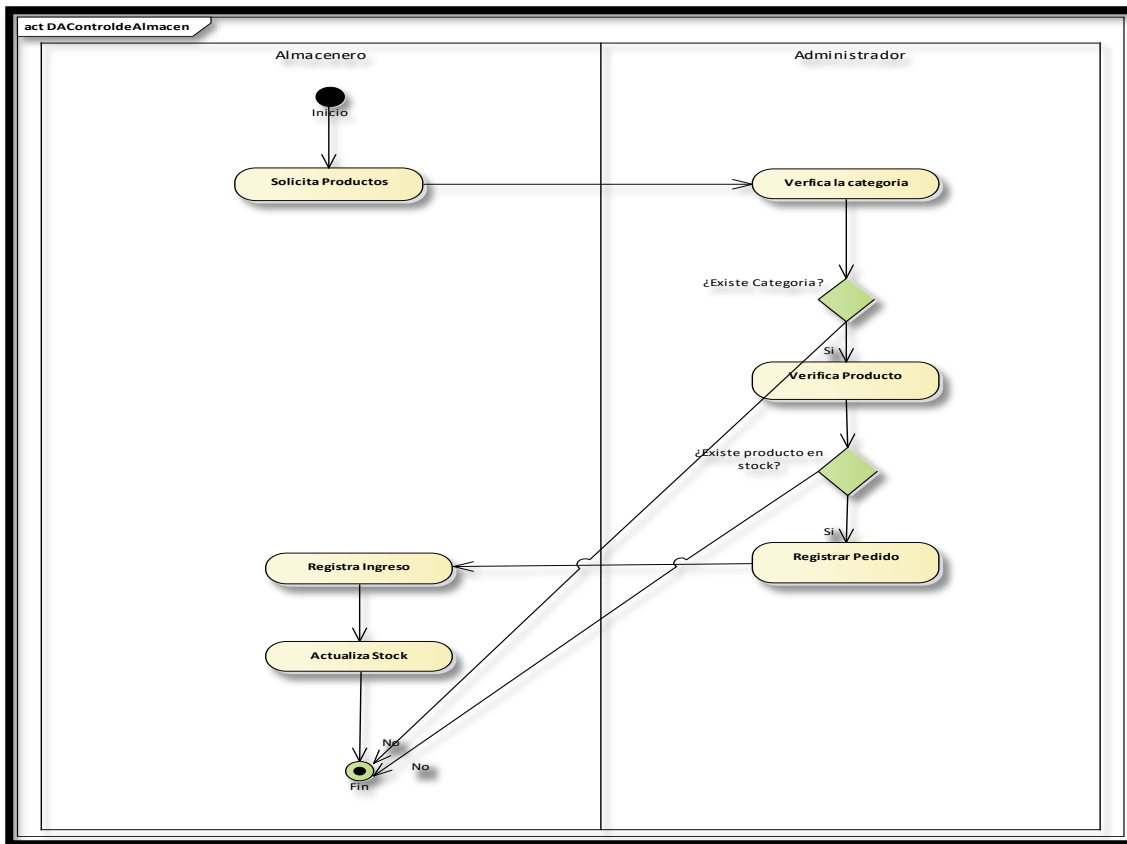 act DAControldeAlmacen
Almacenero
Administrador
Inicio
Solicita Productos
Verfica la categoria
¿Existe Categoria?
Si
Verifica Producto
¿Existe producto en
stock?
Si
Registrar Pedido
Registra Ingreso
Actualiza Stock
No
No
Fin